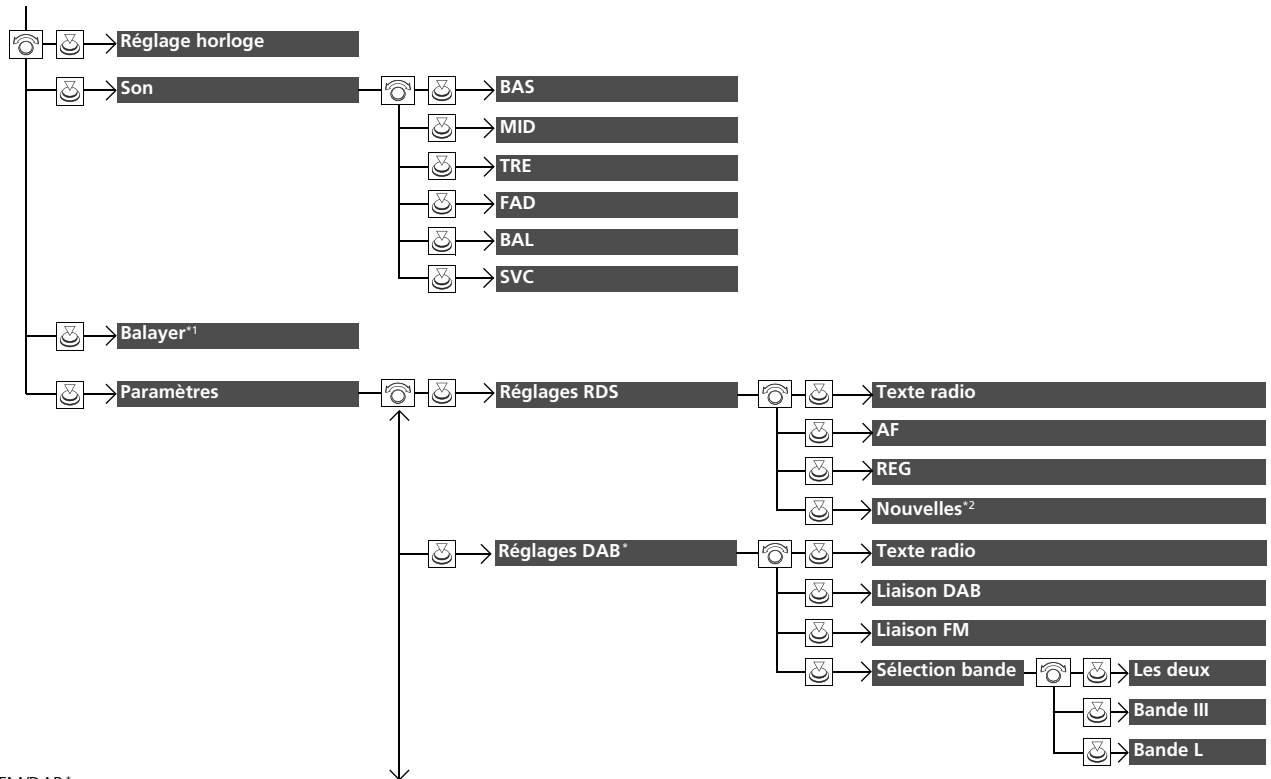 Réglage horloge
Son
BAS
MID
TRE
FAD
BAL
SVC
Balayer*1
Paramètres
Réglages RDS
Texte radio
AF
REG
Nouvelles*2
Réglages DAB*
Texte radio
Liaison DAB
Liaison FM
Sélection bande
Les deux
Bande III
Bande L